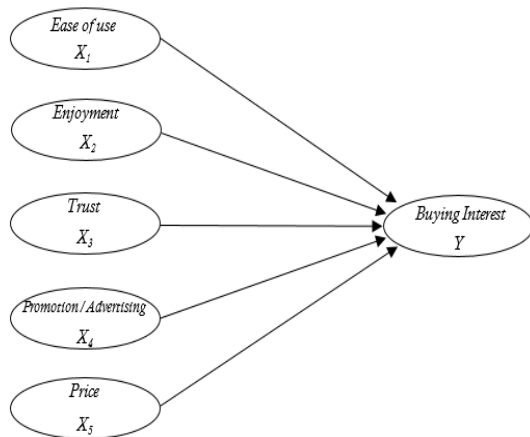 Ease of use
X₁
Enjoyment
X₂
Trust
X₃
Promotion / Advertising
X₄
Price
X₅
Buying Interest
Y